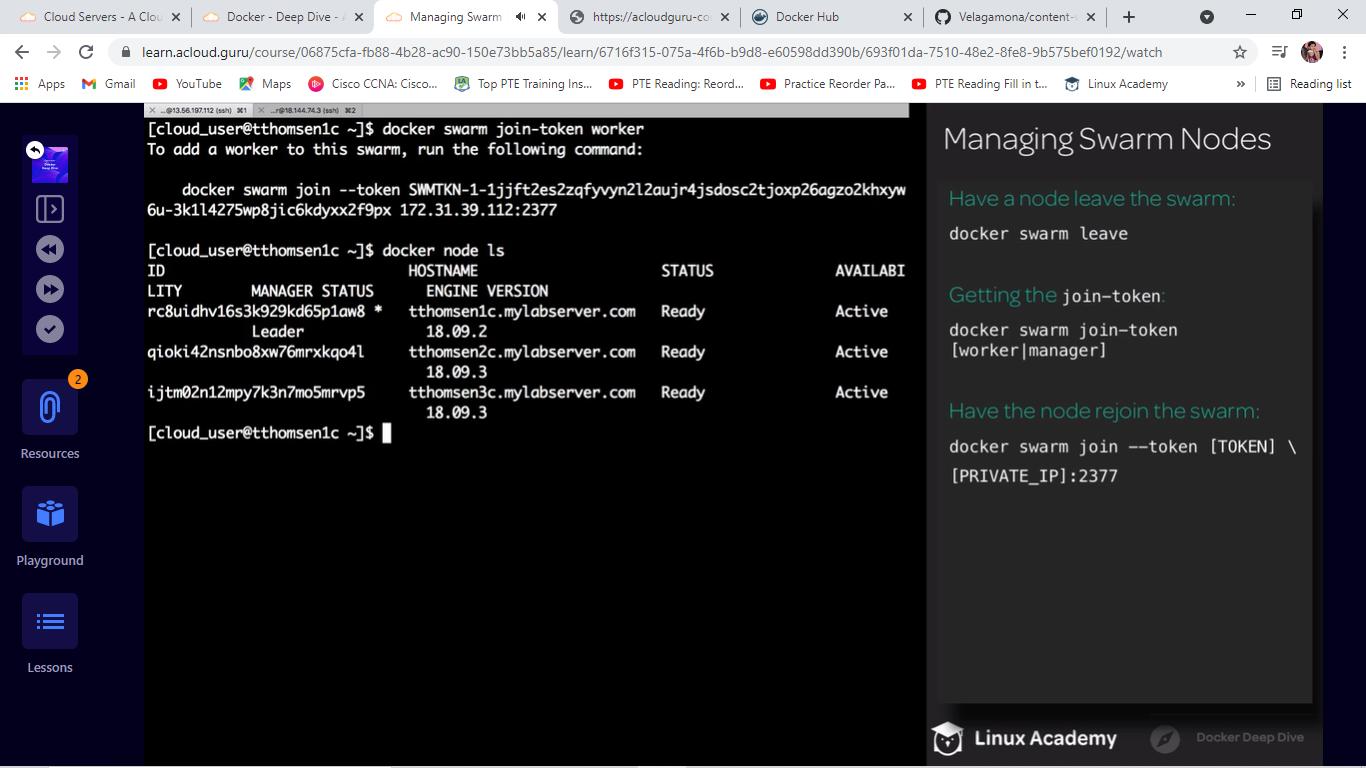 Cloud Servers - A Clou
Docker - Deep Dive - A
Managing Swarm
https://acloudguru-co
Docker Hub
Velagamona/content-
learn.acloud.guru/course/06875cfa-fb88-4b28-ac90-150e73bb5a85/learn/6716f315-075a-4f6b-b9d8-e60598dd390b/693f01da-7510-48e2-8fe8-9b575bef0192/watch
Apps
Gmail
YouTube
Maps
Cisco CCNA: Cisco...
Top PTE Training Ins...
PTE Reading: Reord...
Practice Reorder Pa...
PTE Reading Fill in t...
Linux Academy
»
Reading list
2
Resources
Playground
Lessons
...@13.56.197.112 (ssh) ⌘1
...r@18.144.74.3 (ssh) ⌘2
[cloud_user@tthomsen1c ~]$ docker swarm join-token worker
To add a worker to this swarm, run the following command:
docker swarm join --token SWMTKN-1-1jjft2es2zqfyvyn2l2aujr4jsdosc2tjoxp26agzo2khxyw
6u-3k1l4275wp8jic6kdyxx2f9px 172.31.39.112:2377
[cloud_user@tthomsen1c ~]$ docker node ls
ID HOSTNAME STATUS AVAILABI
LITY MANAGER STATUS ENGINE VERSION
rc8uidhv16s3k929kd65p1aw8 * tthomsen1c.mylabserver.com Ready Active
Leader 18.09.2
qioki42nsnbo8xw76mrxkqo4l tthomsen2c.mylabserver.com Ready Active
18.09.3
ijtm02n12mpy7k3n7mo5mrvp5 tthomsen3c.mylabserver.com Ready Active
18.09.3
[cloud_user@tthomsen1c ~]$
Managing Swarm Nodes
Have a node leave the swarm:
docker swarm leave
Getting the join-token:
docker swarm join-token
[worker|manager]
Have the node rejoin the swarm:
docker swarm join --token [TOKEN] \
[PRIVATE_IP]:2377
Linux Academy
Docker Deep Dive